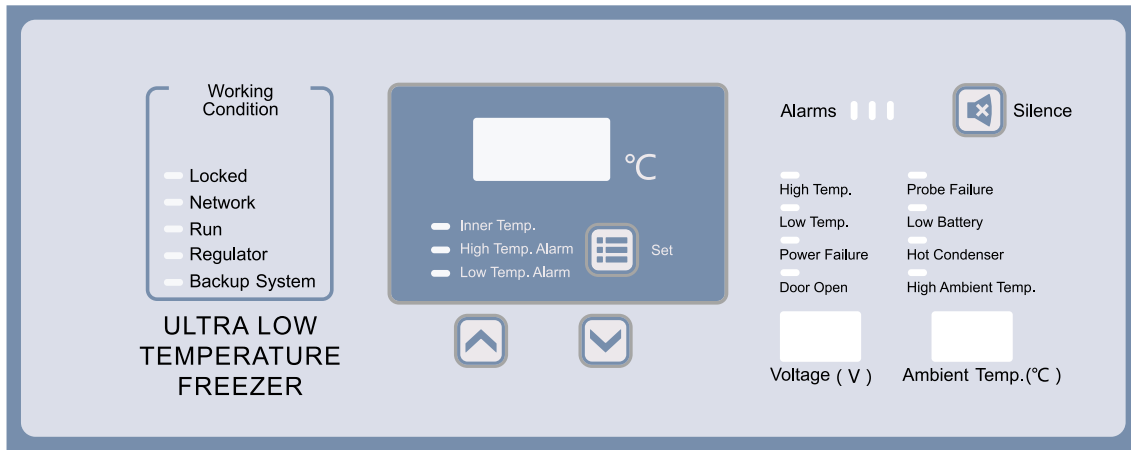 Working
Condition
Locked
Network
Run
Regulator
Backup System
ULTRA LOW
TEMPERATURE
FREEZER
°C
Inner Temp.
High Temp. Alarm
Low Temp. Alarm
Set
Alarms
Silence
High Temp.
Probe Failure
Low Temp.
Low Battery
Power Failure
Hot Condenser
Door Open
High Ambient Temp.
Voltage ( V )
Ambient Temp.(℃ )